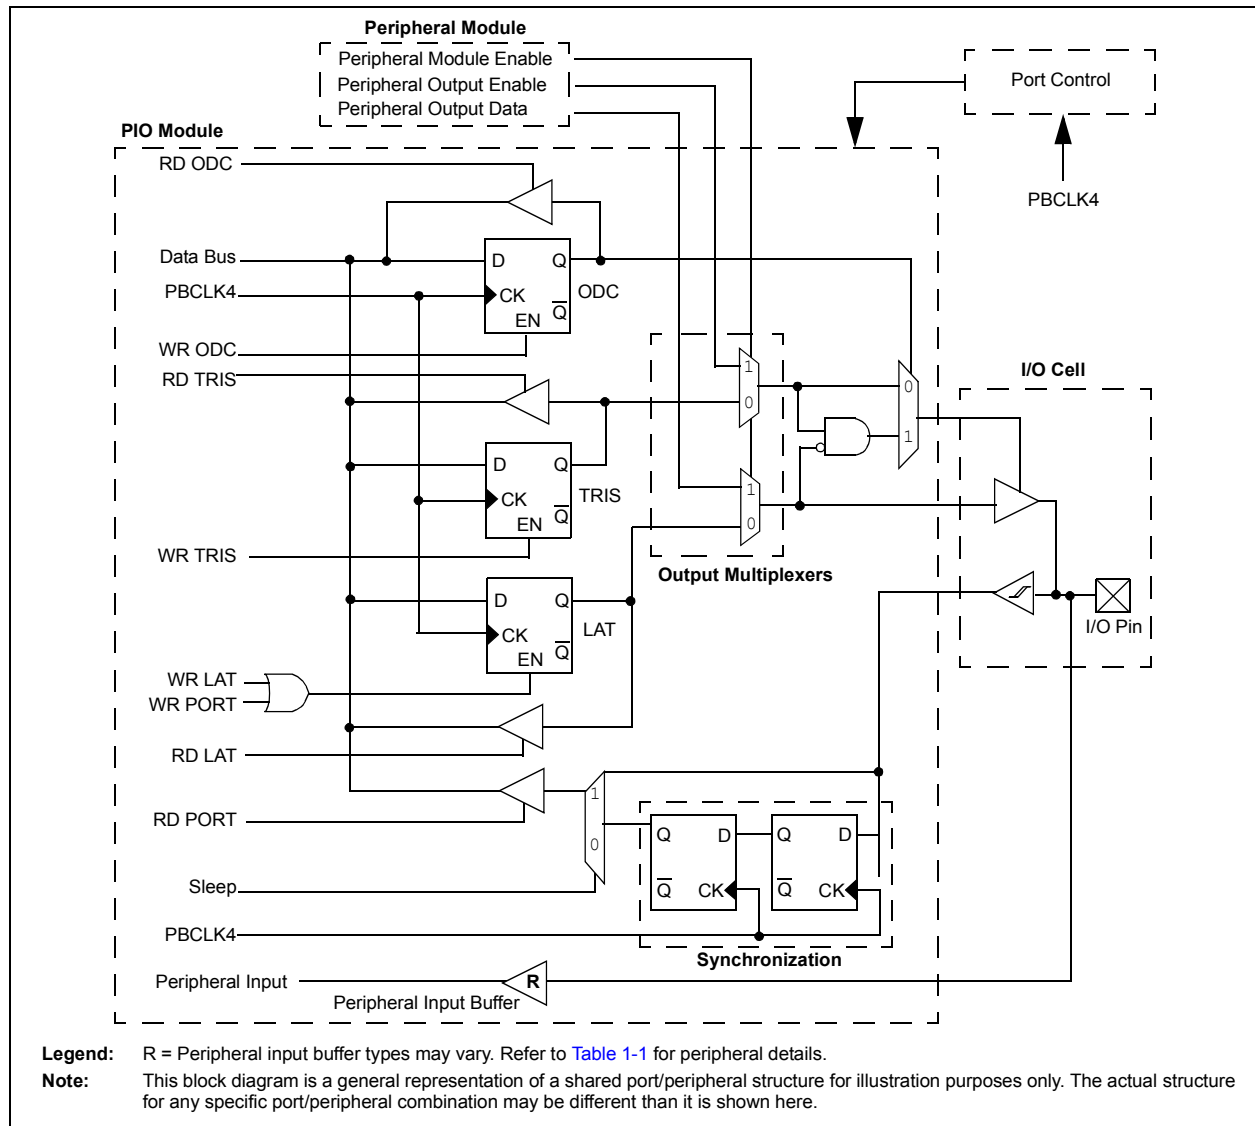 Peripheral Module
Peripheral Module Enable
Peripheral Output Enable
Peripheral Output Data
Port Control
PBCLK4
PIO Module
RD ODC
Data Bus
D
Q
ODC
PBCLK4
CK
Q
EN
WR ODC
RD TRIS
1
0
0
1
I/O Cell
D
Q
TRIS
CK
Q
EN
WR TRIS
1
0
Output Multiplexers
D
Q
LAT
CK
Q
EN
I/O Pin
WR LAT
WR PORT
RD LAT
RD PORT
1
0
Q
D
Q
D
Q
CK
Q
CK
Sleep
PBCLK4
Synchronization
Peripheral Input
R
Peripheral Input Buffer
Legend: R = Peripheral input buffer types may vary. Refer to Table 1-1 for peripheral details.
Note: This block diagram is a general representation of a shared port/peripheral structure for illustration purposes only. The actual structure
for any specific port/peripheral combination may be different than it is shown here.